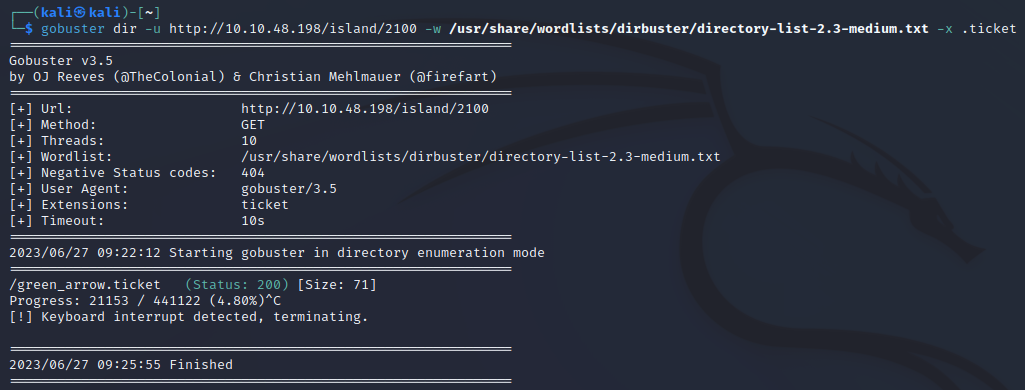 ┌──(kali㉿kali)-[~]
└─$ gobuster dir -u http://10.10.48.198/island/2100 -w /usr/share/wordlists/dirbuster/directory-list-2.3-medium.txt -x .ticket
===============================================================
Gobuster v3.5
by OJ Reeves (@TheColonial) & Christian Mehlmauer (@firefart)
===============================================================
[+] Url:                     http://10.10.48.198/island/2100
[+] Method:                  GET
[+] Threads:                 10
[+] Wordlist:                /usr/share/wordlists/dirbuster/directory-list-2.3-medium.txt
[+] Negative Status codes:   404
[+] User Agent:              gobuster/3.5
[+] Extensions:              ticket
[+] Timeout:                 10s
===============================================================
2023/06/27 09:22:12 Starting gobuster in directory enumeration mode
===============================================================
/green_arrow.ticket   (Status: 200) [Size: 71]
Progress: 21153 / 441122 (4.80%)^C
[!] Keyboard interrupt detected, terminating.
===============================================================
2023/06/27 09:25:55 Finished
===============================================================